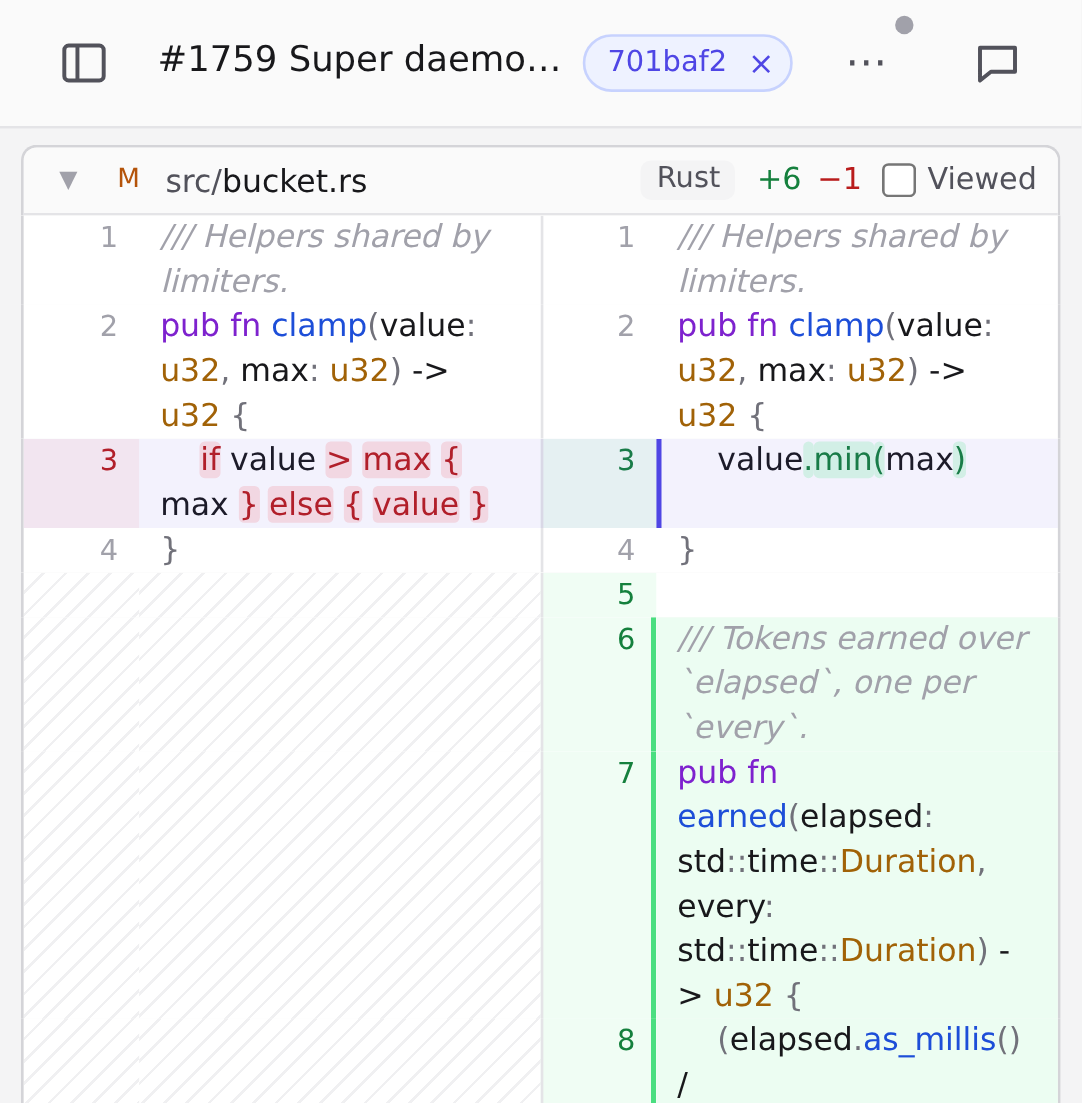 #1759 Super daemo… 701baf2 × ⋯
▼ M src/bucket.rs Rust +6 −1 Viewed
1 /// Helpers shared by
limiters.
2 pub fn clamp(value:
u32, max: u32) ->
u32 {
3 if value > max {
max } else { value }
4 }
1 /// Helpers shared by
limiters.
2 pub fn clamp(value:
u32, max: u32) ->
u32 {
3 value.min(max)
4 }
5
6 /// Tokens earned over
`elapsed`, one per
`every`.
7 pub fn
earned(elapsed:
std::time::Duration,
every:
std::time::Duration) -
> u32 {
8 (elapsed.as_millis()
/